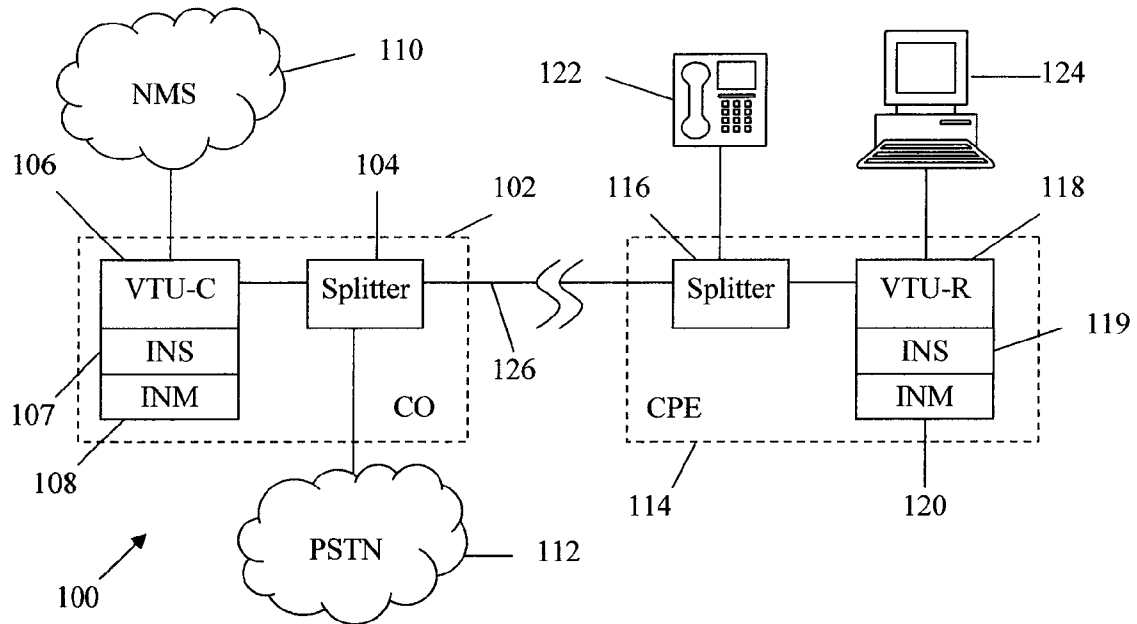 110
NMS
122
124
106
104
102
116
118
VTU-C
Splitter
Splitter
VTU-R
INS
INS
119
INM
126
INM
107
CO
CPE
108
114
120
PSTN
112
100